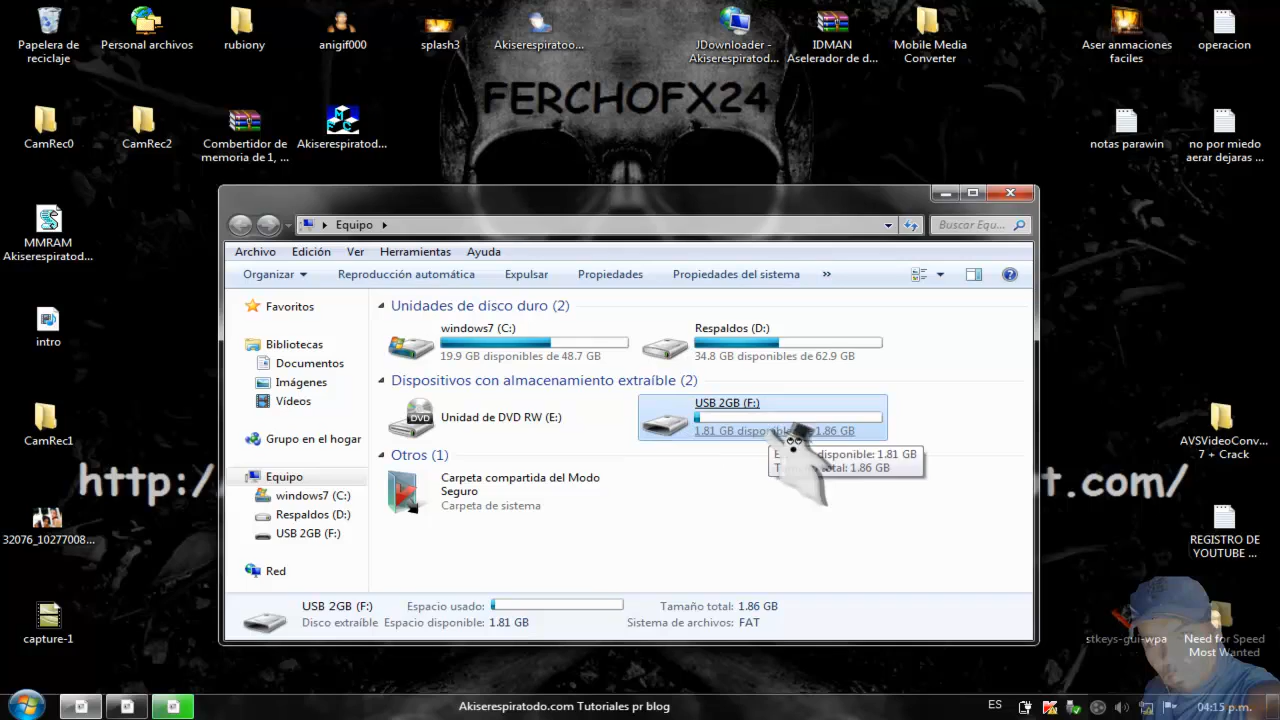 Papelera de
reciclaje
Personal archivos
rubiony
anigif000
splash3
Akiserespiratoo...
JDownloader -
Akiserespiratod...
IDMAN
Aselerador de d...
Mobile Media
Converter
Aser anmaciones
faciles
operacion
FERCHOFX24
CamRec0
CamRec2
Combertidor de
memoria de 1, ...
Akiserespiratod...
notas parawin
no por miedo
aerar dejaras ...
MMRAM
Akiserespiratod...
intro
CamRec1
32076_10277008...
capture-1
Equipo
Buscar Equ...
Archivo Edición Ver Herramientas Ayuda
Organizar Reproducción automática Expulsar Propiedades Propiedades del sistema »
Favoritos
Bibliotecas
Documentos
Imágenes
Vídeos
Grupo en el hogar
Equipo
windows7 (C:)
Respaldos (D:)
USB 2GB (F:)
Red
Unidades de disco duro (2)
windows7 (C:)
19.9 GB disponibles de 48.7 GB
Respaldos (D:)
34.8 GB disponibles de 62.9 GB
Dispositivos con almacenamiento extraíble (2)
DVD
Unidad de DVD RW (E:)
USB 2GB (F:)
1.81 GB 1.86 GB
disponible: 1.81 GB
total: 1.86 GB
Otros (1)
Carpeta compartida del Modo
Seguro
Carpeta de sistema
USB 2GB (F:) Espacio usado: Tamaño total: 1.86 GB
Disco extraíble Espacio disponible: 1.81 GB Sistema de archivos: FAT
http:/
t.com/
AVSVideoConv...
7 + Crack
REGISTRO DE
YOUTUBE ...
stkeys-gui-wpa
Need for Speed
Most Wanted
Akiserespiratodo.com Tutoriales pr blog
ES
04:15 p.m.